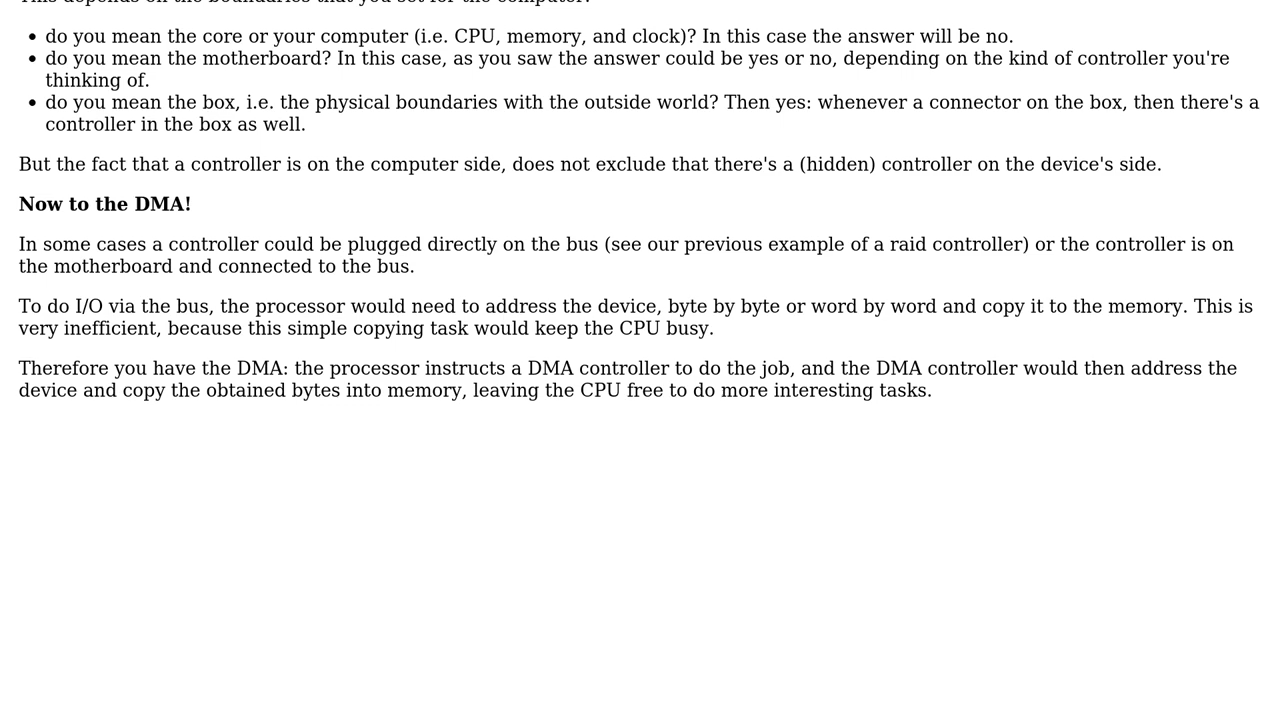 This depends on the boundaries that you set for the computer:
do you mean the core or your computer (i.e. CPU, memory, and clock)? In this case the answer will be no.
do you mean the motherboard? In this case, as you saw the answer could be yes or no, depending on the kind of controller you're
thinking of.
do you mean the box, i.e. the physical boundaries with the outside world? Then yes: whenever a connector on the box, then there's a
controller in the box as well.
But the fact that a controller is on the computer side, does not exclude that there's a (hidden) controller on the device's side.
Now to the DMA!
In some cases a controller could be plugged directly on the bus (see our previous example of a raid controller) or the controller is on
the motherboard and connected to the bus.
To do I/O via the bus, the processor would need to address the device, byte by byte or word by word and copy it to the memory. This is
very inefficient, because this simple copying task would keep the CPU busy.
Therefore you have the DMA: the processor instructs a DMA controller to do the job, and the DMA controller would then address the
device and copy the obtained bytes into memory, leaving the CPU free to do more interesting tasks.